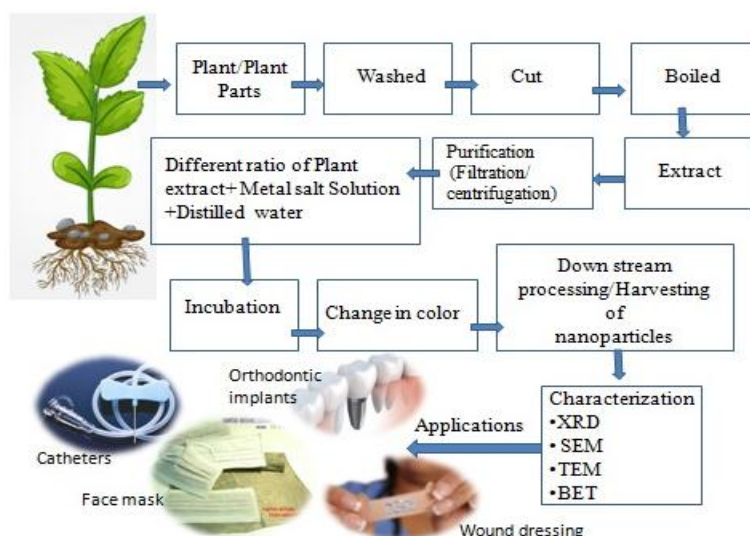 Plant/Plant
Parts
Washed
Cut
Boiled
Different ratio of Plant
extract+ Metal salt Solution
+Distilled water
Purification
(Filtration/
centrifugation)
Extract
Incubation
Change in color
Down stream
processing/Harvesting
of
nanoparticles
Orthodontic
implants
Catheters
Face mask
Wound dressing
Applications
Characterization
•XRD
•SEM
•TEM
•BET